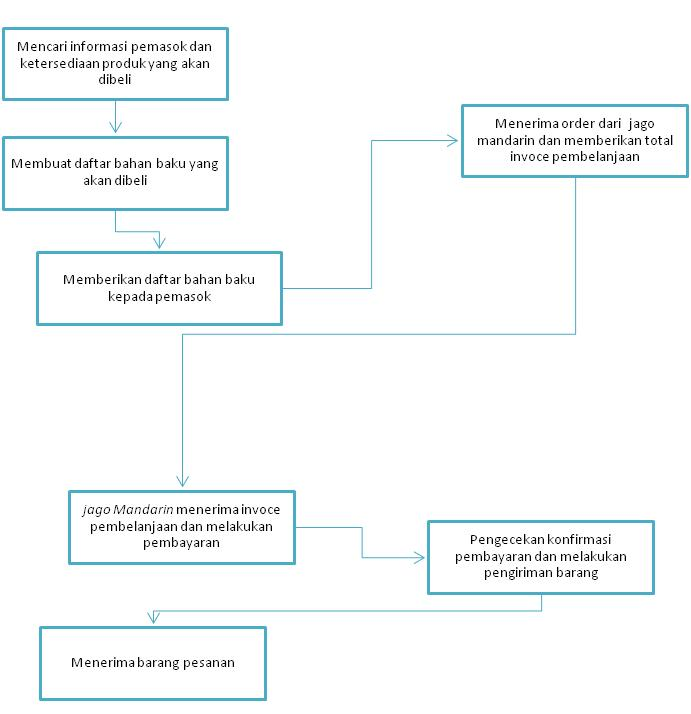 Mencari informasi pemasok dan
ketersediaan produk yang akan
dibeli
Membuat daftar bahan baku yang
akan dibeli
Memberikan daftar bahan baku
kepada pemasok
Menerima order dari jago
mandarin dan memberikan total
invoce pembelanjaan
jago Mandarin menerima invoce
pembelanjaan dan melakukan
pembayaran
Pengecekan konfirmasi
pembayaran dan melakukan
pengiriman barang
Menerima barang pesanan